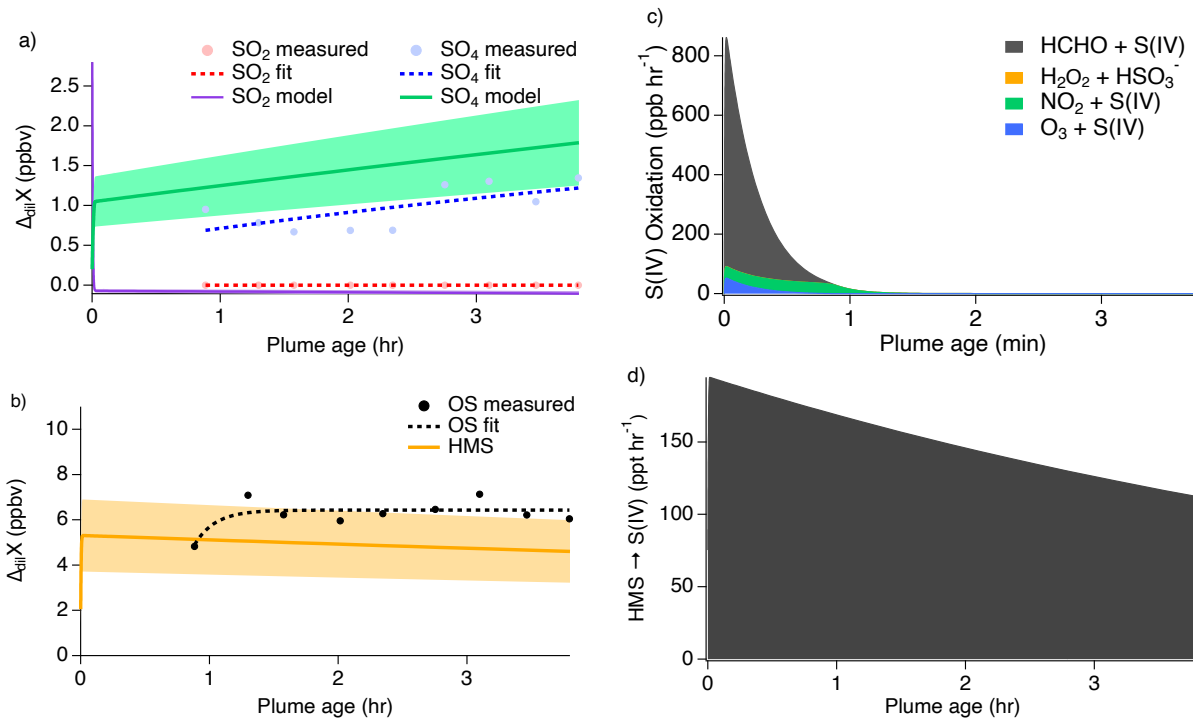 a)
SO2 measured
SO2 fit
SO2 model
SO4 measured
SO4 fit
SO4 model
ΔdilX (ppbv)
2.5
2.0
1.5
1.0
0.5
0.0
0 1 2 3
Plume age (hr)
b)
OS measured
OS fit
HMS
ΔdilX (ppbv)
10
8
6
4
2
0
0 1 2 3
Plume age (hr)
c)
HCHO + S(IV)
H2O2 + HSO3-
NO2 + S(IV)
O3 + S(IV)
S(IV) Oxidation (ppb hr-1)
800
600
400
200
0
0 1 2 3
Plume age (min)
d)
HMS → S(IV) (ppt hr-1)
150
100
50
0
0 1 2 3
Plume age (hr)